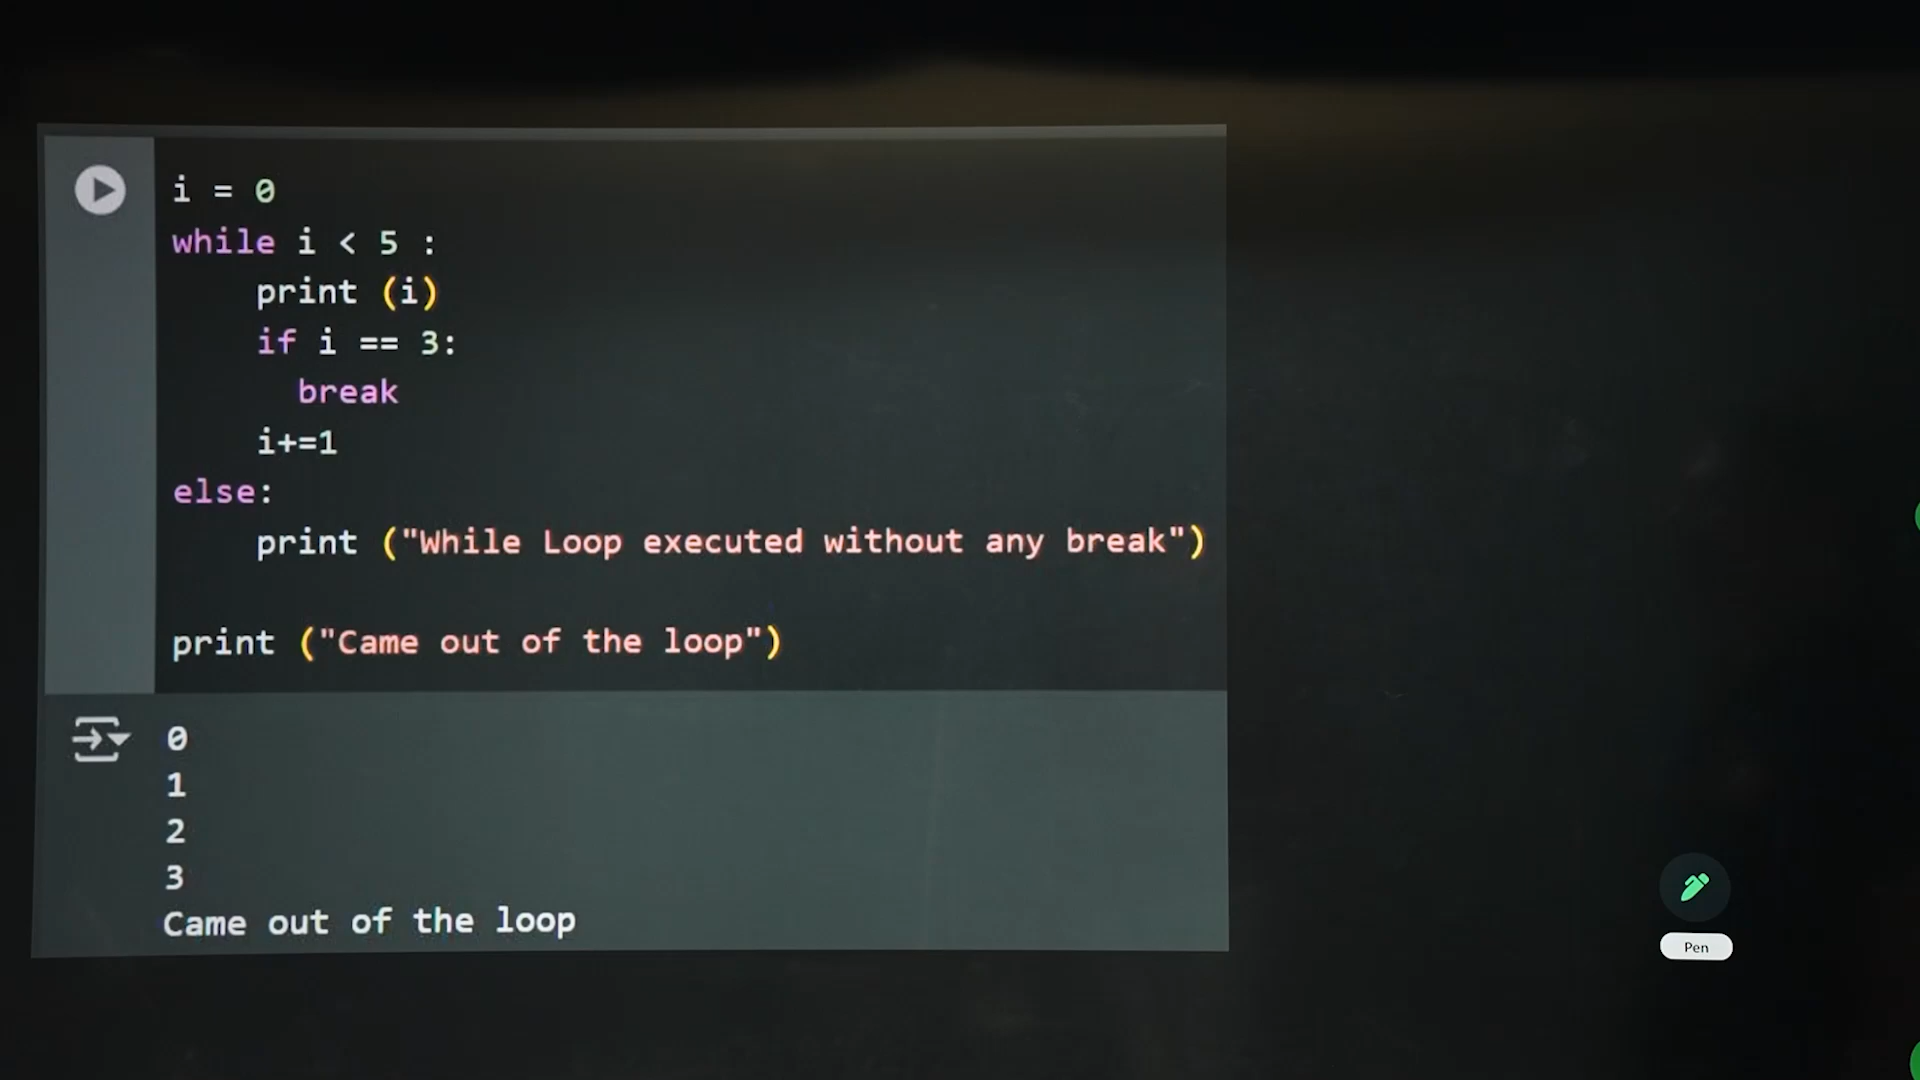 i = 0
while i < 5 :
    print (i)
    if i == 3:
      break
    i+=1
else:
    print ("While Loop executed without any break")

print ("Came out of the loop")
0
1
2
3
Came out of the loop
Pen